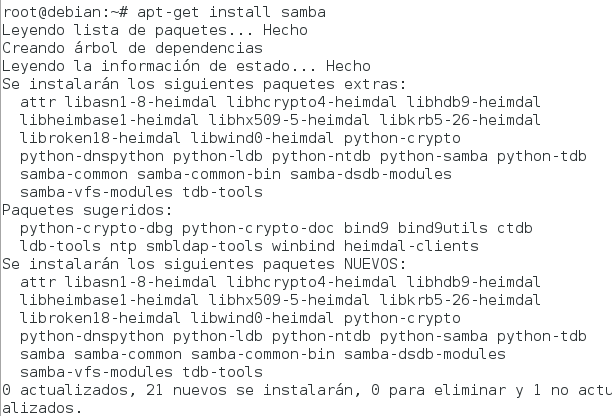 root@debian:~# apt-get install samba
Leyendo lista de paquetes... Hecho
Creando árbol de dependencias
Leyendo la información de estado... Hecho
Se instalarán los siguientes paquetes extras:
  attr libasn1-8-heimdal libhcrypto4-heimdal libhdb9-heimdal
  libheimbase1-heimdal libhx509-5-heimdal libkrb5-26-heimdal
  libroken18-heimdal libwind0-heimdal python-crypto
  python-dnspython python-ldb python-ntdb python-samba python-tdb
  samba-common samba-common-bin samba-dsdb-modules
  samba-vfs-modules tdb-tools
Paquetes sugeridos:
  python-crypto-dbg python-crypto-doc bind9 bind9utils ctdb
  ldb-tools ntp smbldap-tools winbind heimdal-clients
Se instalarán los siguientes paquetes NUEVOS:
  attr libasn1-8-heimdal libhcrypto4-heimdal libhdb9-heimdal
  libheimbase1-heimdal libhx509-5-heimdal libkrb5-26-heimdal
  libroken18-heimdal libwind0-heimdal python-crypto
  python-dnspython python-ldb python-ntdb python-samba python-tdb
  samba samba-common samba-common-bin samba-dsdb-modules
  samba-vfs-modules tdb-tools
0 actualizados, 21 nuevos se instalarán, 0 para eliminar y 1 no actu
alizados.